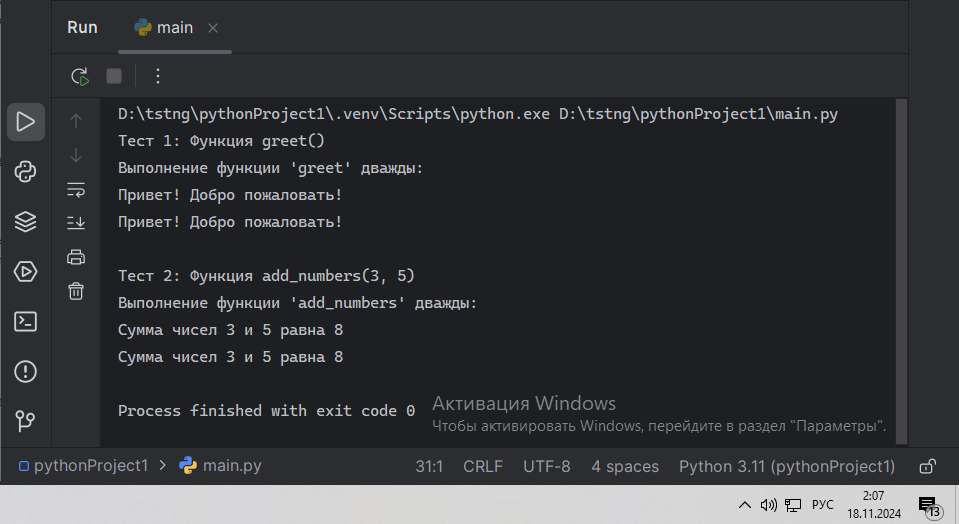 Run main
D:\tstng\pythonProject1\.venv\Scripts\python.exe D:\tstng\pythonProject1\main.py
Тест 1: Функция greet()
Выполнение функции 'greet' дважды:
Привет! Добро пожаловать!
Привет! Добро пожаловать!
Тест 2: Функция add_numbers(3, 5)
Выполнение функции 'add_numbers' дважды:
Сумма чисел 3 и 5 равна 8
Сумма чисел 3 и 5 равна 8
Process finished with exit code 0
Активация Windows
Чтобы активировать Windows, перейдите в раздел "Параметры".
pythonProject1 main.py 31:1 CRLF UTF-8 4 spaces Python 3.11 (pythonProject1)
РУС 2:07
18.11.2024 13